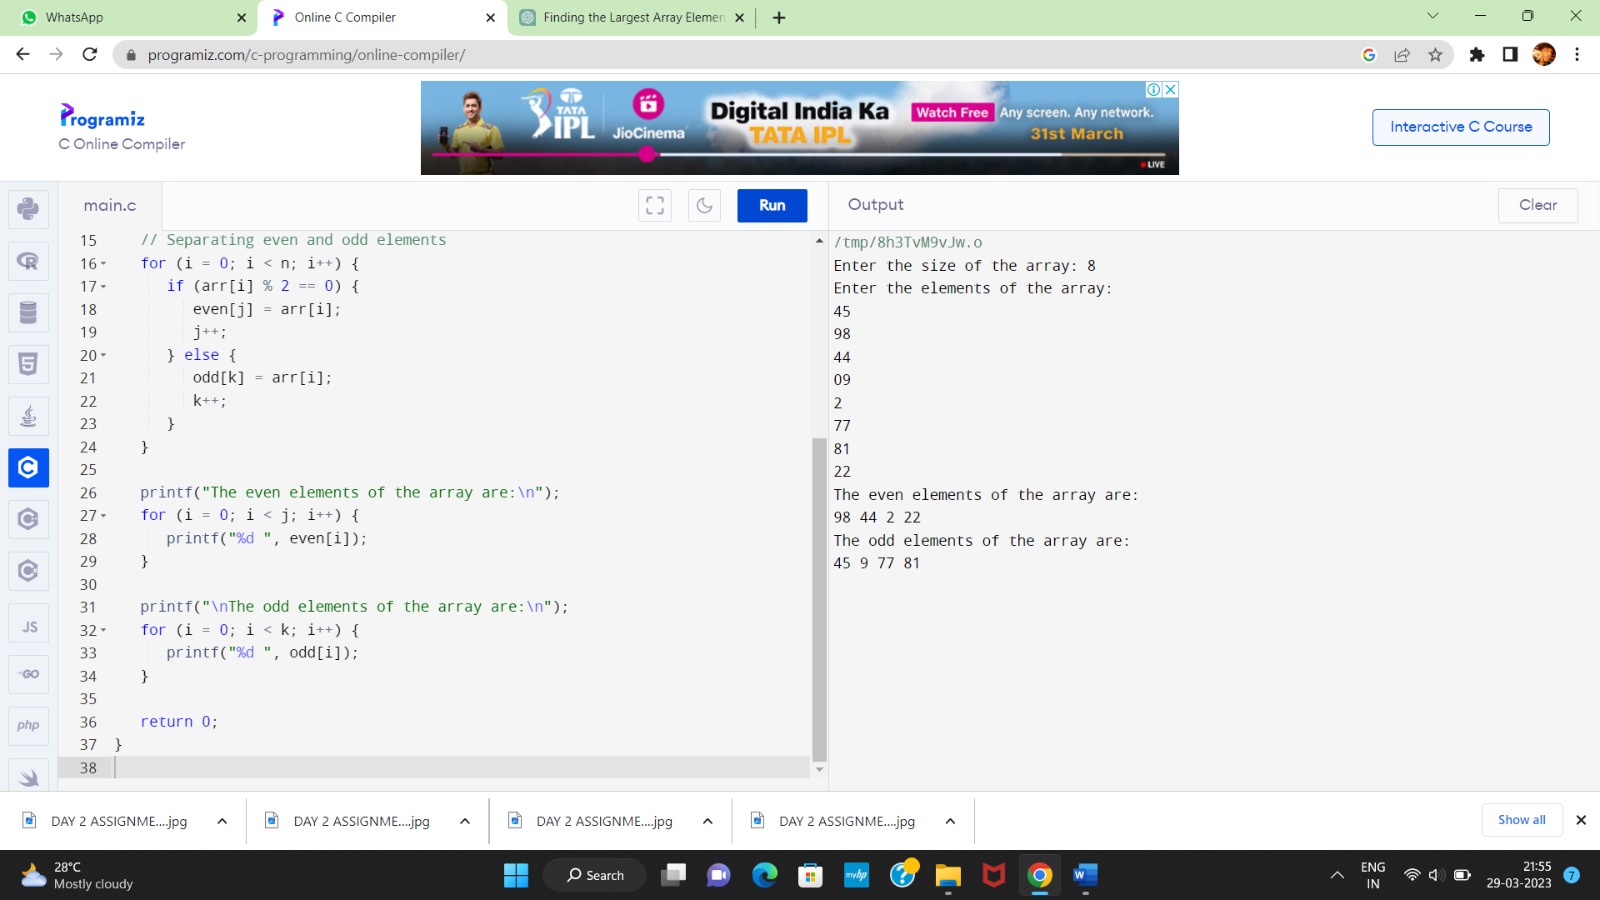 WhatsApp
Online C Compiler
Finding the Largest Array Elemen
programiz.com/c-programming/online-compiler/
Programiz
C Online Compiler
TATA
IPL
JioCinema
Digital India Ka
TATA IPL
Watch Free
Any screen. Any network.
31st March
LIVE
Interactive C Course
main.c
Run
Output
Clear
15 // Separating even and odd elements
16 for (i = 0; i < n; i++) {
17 if (arr[i] % 2 == 0) {
18 even[j] = arr[i];
19 j++;
20 } else {
21 odd[k] = arr[i];
22 k++;
23 }
24 }
25
26 printf("The even elements of the array are:\n");
27 for (i = 0; i < j; i++) {
28 printf("%d ", even[i]);
29 }
30
31 printf("\nThe odd elements of the array are:\n");
32 for (i = 0; i < k; i++) {
33 printf("%d ", odd[i]);
34 }
35
36 return 0;
37 }
38
/tmp/8h3TvM9vJw.o
Enter the size of the array: 8
Enter the elements of the array:
45
98
44
09
2
77
81
22
The even elements of the array are:
98 44 2 22
The odd elements of the array are:
45 9 77 81
R
5
C
JS
GO
php
DAY 2 ASSIGNME....jpg
DAY 2 ASSIGNME....jpg
DAY 2 ASSIGNME....jpg
DAY 2 ASSIGNME....jpg
Show all
28°C
Mostly cloudy
Search
myhp
W
ENG
IN
21:55
29-03-2023
7